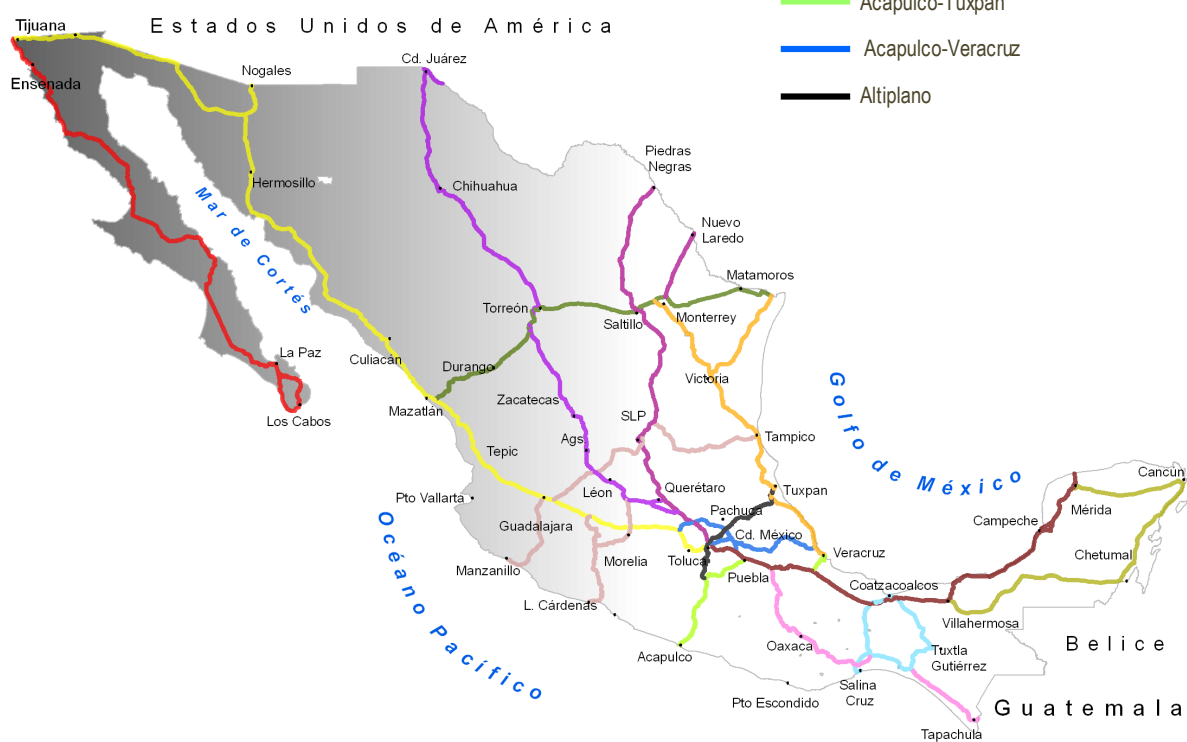 Acapulco-Tuxpan
Tijuana
Estados Unidos de América
Acapulco-Veracruz
Cd. Juárez
Nogales
Ensenada
Altiplano
Piedras
Negras
Hermosillo
Chihuahua
Mar de Cortés
Nuevo
Laredo
Matamoros
Torreón
Saltillo
Monterrey
La Paz
Culiacán
Durango
Victoria
Golfo de México
Zacatecas
Mazatlán
Los Cabos
SLP
Ags
Tampico
Tepic
Cancún
Pto Vallarta
Léon
Querétaro
Tuxpan
Mérida
Pachuca
Guadalajara
Campeche
Cd. México
Océano Pacífico
Veracruz
Chetumal
Manzanillo
Morelia
Toluca
Puebla
Coatzacoalcos
L. Cárdenas
Villahermosa
Acapulco
Oaxaca
Tuxtla
Gutiérrez
Belice
Salina
Cruz
Pto Escondido
Guatemala
Tapachula